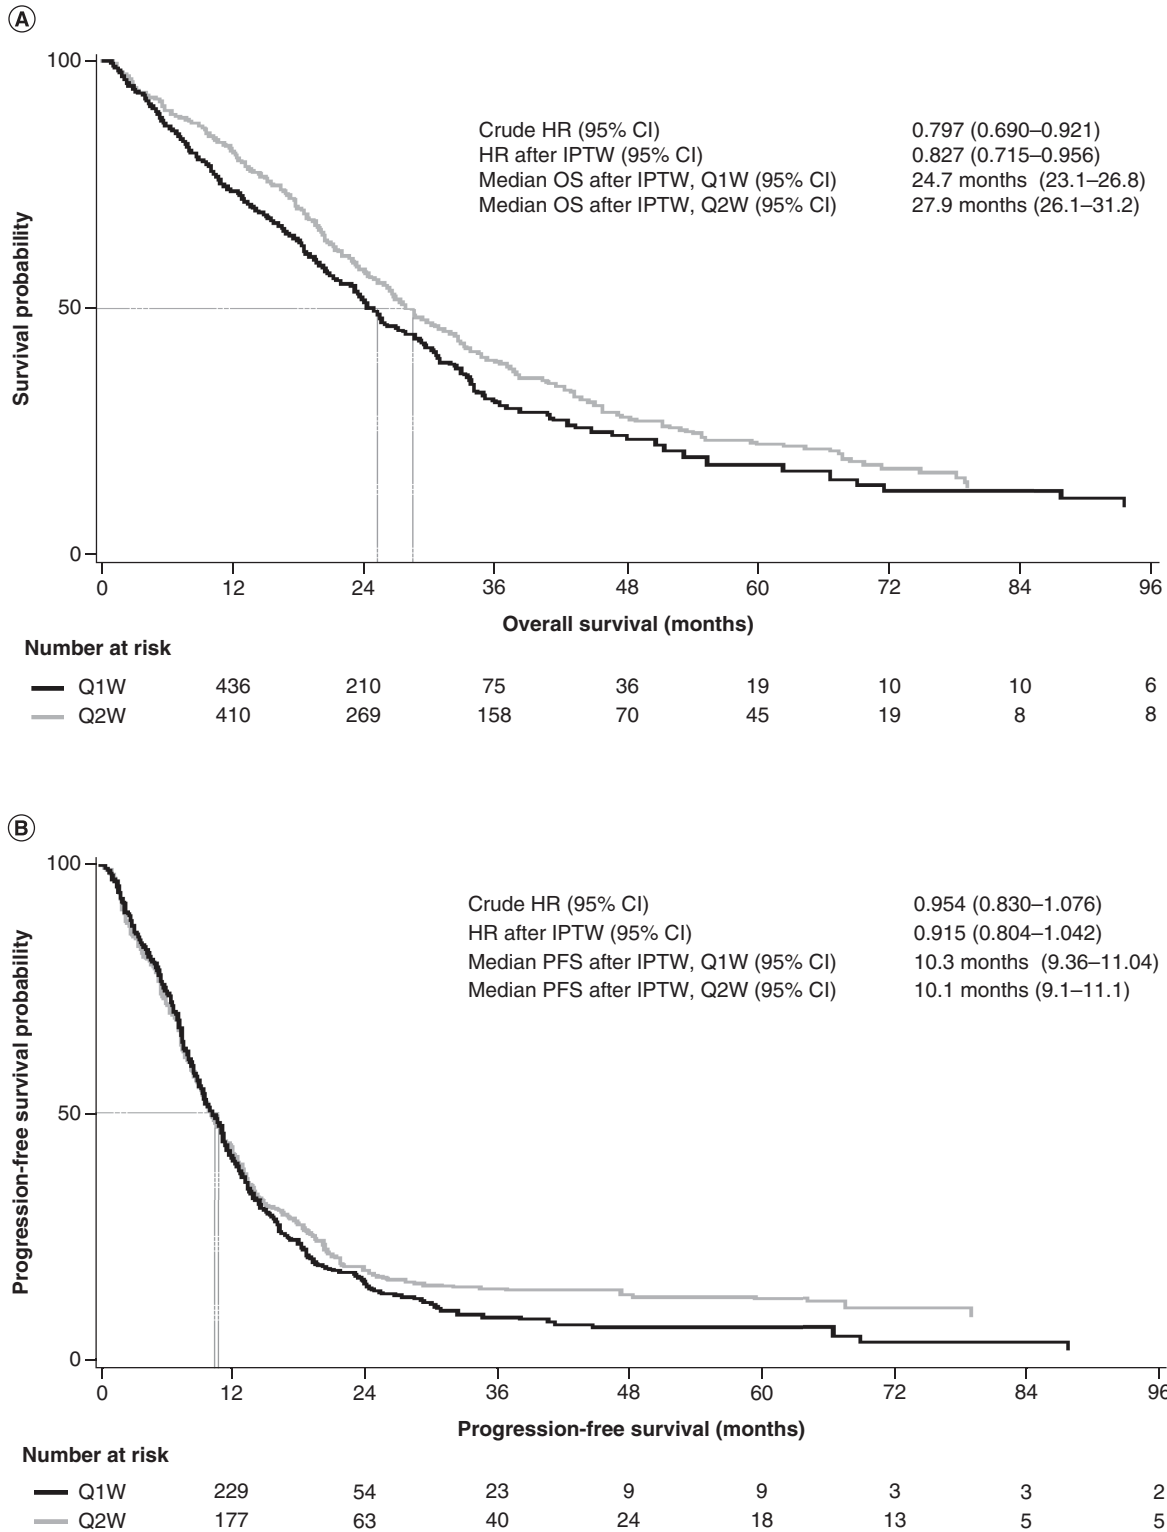 A
100
50
0
Survival probability
Crude HR (95% CI) 0.797 (0.690–0.921)
HR after IPTW (95% CI) 0.827 (0.715–0.956)
Median OS after IPTW, Q1W (95% CI) 24.7 months (23.1–26.8)
Median OS after IPTW, Q2W (95% CI) 27.9 months (26.1–31.2)
0 12 24 36 48 60 72 84 96
Overall survival (months)
Number at risk
Q1W 436 210 75 36 19 10 10 6
Q2W 410 269 158 70 45 19 8 8
B
100
50
0
Progression-free survival probability
Crude HR (95% CI) 0.954 (0.830–1.076)
HR after IPTW (95% CI) 0.915 (0.804–1.042)
Median PFS after IPTW, Q1W (95% CI) 10.3 months (9.36–11.04)
Median PFS after IPTW, Q2W (95% CI) 10.1 months (9.1–11.1)
0 12 24 36 48 60 72 84 96
Progression-free survival (months)
Number at risk
Q1W 229 54 23 9 9 3 3 2
Q2W 177 63 40 24 18 13 5 5